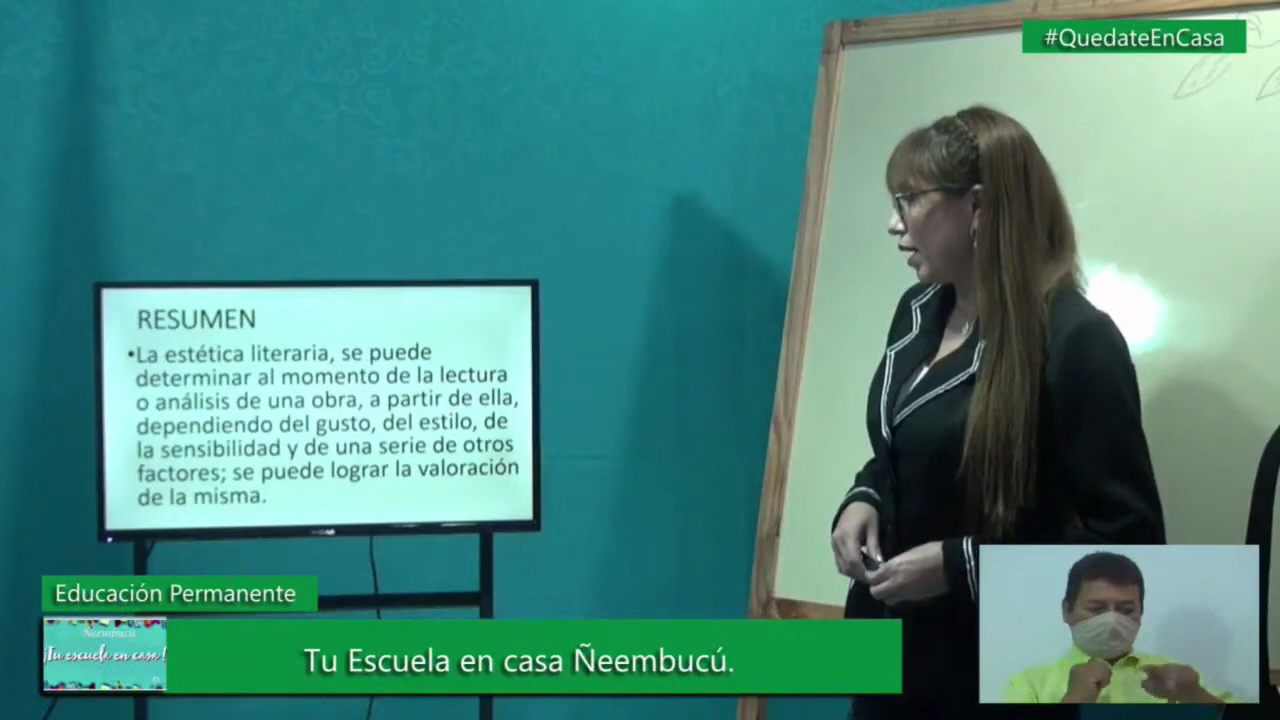 #QuedateEnCasa
RESUMEN
•La estética literaria, se puede
determinar al momento de la lectura
o análisis de una obra, a partir de ella,
dependiendo del gusto, del estilo, de
la sensibilidad y de una serie de otros
factores; se puede lograr la valoración
de la misma.
Educación Permanente
Ñeembucú
¡Tu escuela en casa!
Tu Escuela en casa Ñeembucú.